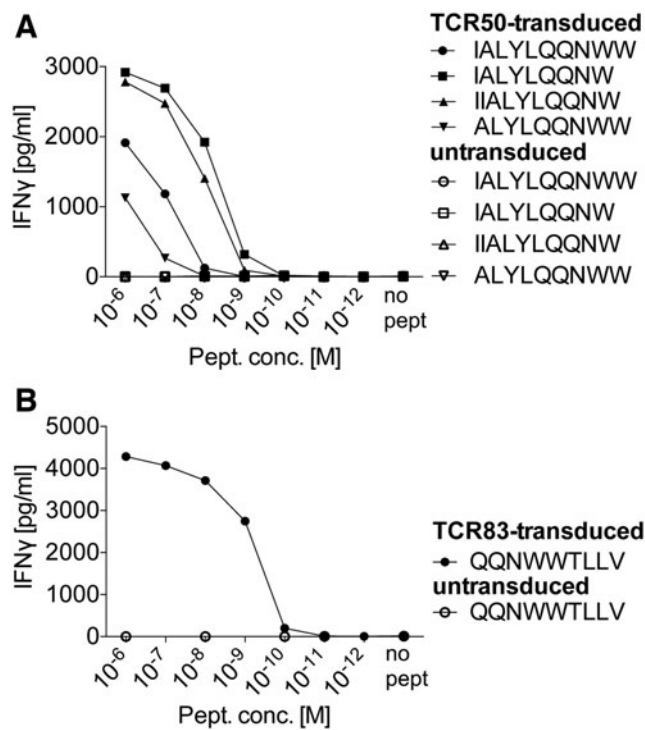 A
3000
2000
1000
0
IFNγ [pg/ml]
10-6
10-7
10-8
10-9
10-10
10-11
10-12
no
pept
Pept. conc. [M]
TCR50-transduced
IALYLQQNWW
IALYLQQNW
IIALYLQQNW
ALYLQQNWW
untransduced
IALYLQQNWW
IALYLQQNW
IIALYLQQNW
ALYLQQNWW
B
5000
4000
3000
2000
1000
0
IFNγ [pg/ml]
10-6
10-7
10-8
10-9
10-10
10-11
10-12
no
pept
Pept. conc. [M]
TCR83-transduced
QQNWWTLLV
untransduced
QQNWWTLLV